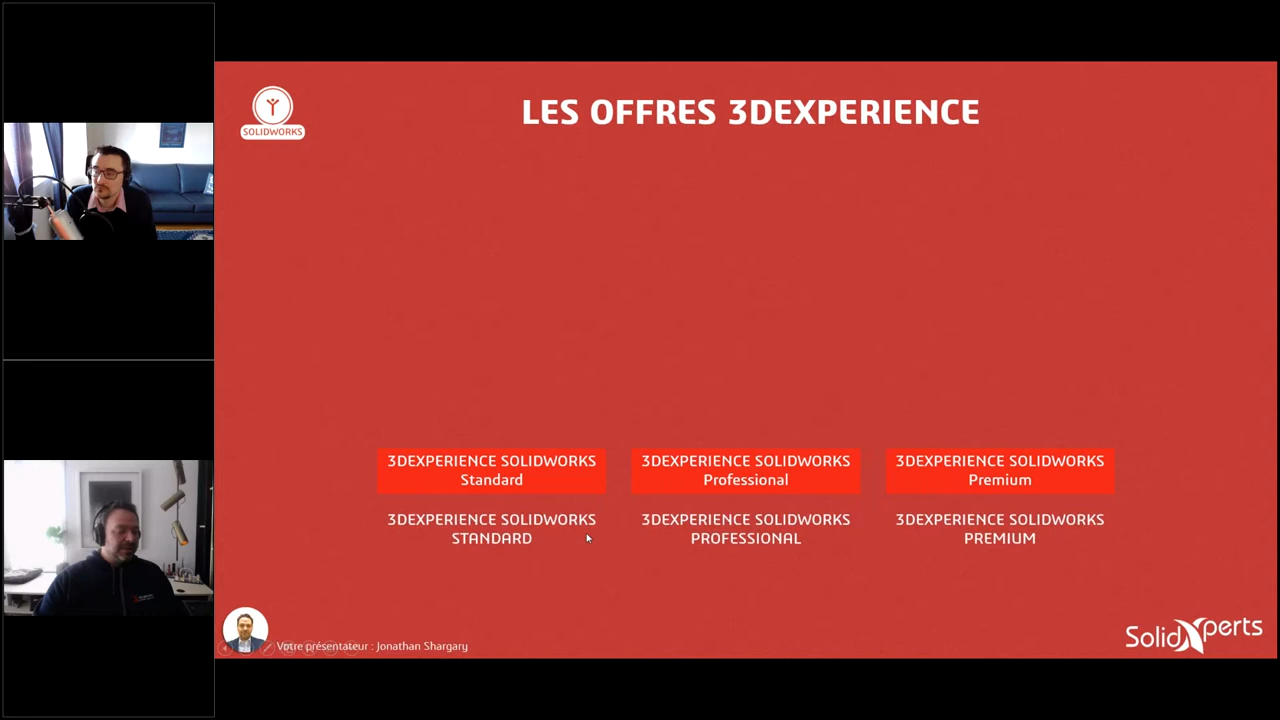 SOLIDWORKS
LES OFFRES 3DEXPERIENCE
3DEXPERIENCE SOLIDWORKS
Standard
3DEXPERIENCE SOLIDWORKS
Professional
3DEXPERIENCE SOLIDWORKS
Premium
3DEXPERIENCE SOLIDWORKS
STANDARD
3DEXPERIENCE SOLIDWORKS
PROFESSIONAL
3DEXPERIENCE SOLIDWORKS
PREMIUM
Votre présentateur : Jonathan Shargary
SolidXperts